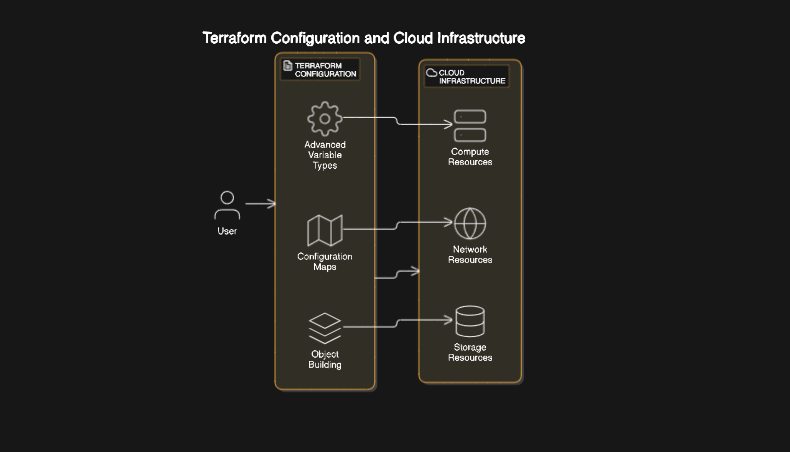 Terraform Configuration and Cloud Infrastructure
TERRAFORM
CONFIGURATION
CLOUD
INFRASTRUCTURE
Advanced
Variable
Types
Compute
Resources
User
Configuration
Maps
Network
Resources
Object
Building
Storage
Resources